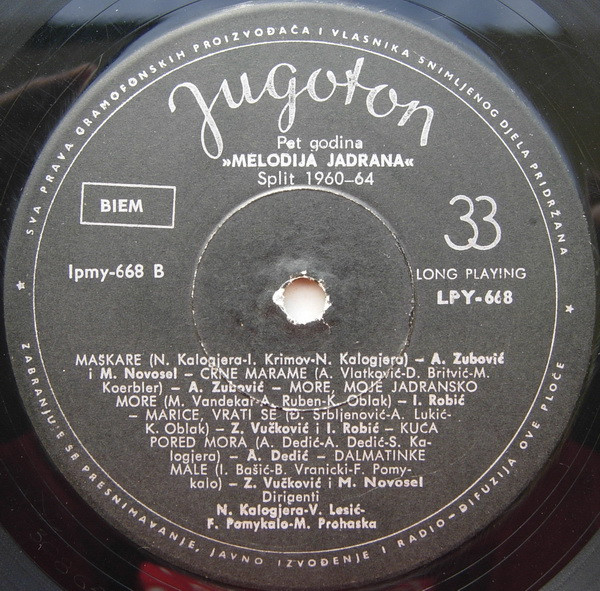 SVA PRAVA GRAMOFONSKIH PROIZVOĐAČA I VLASNIKA SNIMLJENOG DJELA PRIDRŽANA
Jugoton
Pet godina
»MELODIJA JADRANA«
Split 1960–64
BIEM
33
lpmy-668 B
LONG PLAYING
LPY-668
MAŠKARE (N. Kalogjera-I. Krimov-N. Kalogjera) – A. Zubović
i M. Novosel – CRNE MARAME (A. Vlatković-D. Britvić-M.
Koerbler) – A. Zubović – MORE, MOJE JADRANSKO
MORE (M. Vandekar-A. Ruben-K. Oblak) – I. Robić
– MARICE, VRATI SE (D. Srbljenović-A. Lukić-
K. Oblak) – Z. Vučković i I. Robić – KUĆA
PORED MORA (A. Dedić-A. Dedić-S. Ka-
logjera) – A. Dedić – DALMATINKE
MALE (I. Bašić-B. Vranicki-F. Pomy-
kalo) – Z. Vučković i M. Novosel
Dirigenti
N. Kalogjera-V. Lesić-
F. Pomykalo-M. Prohaska
ZABRANJUJE SE PRESNIMAVANJE, JAVNO IZVOĐENJE I RADIO-DIFUZIJA OVE PLOČE